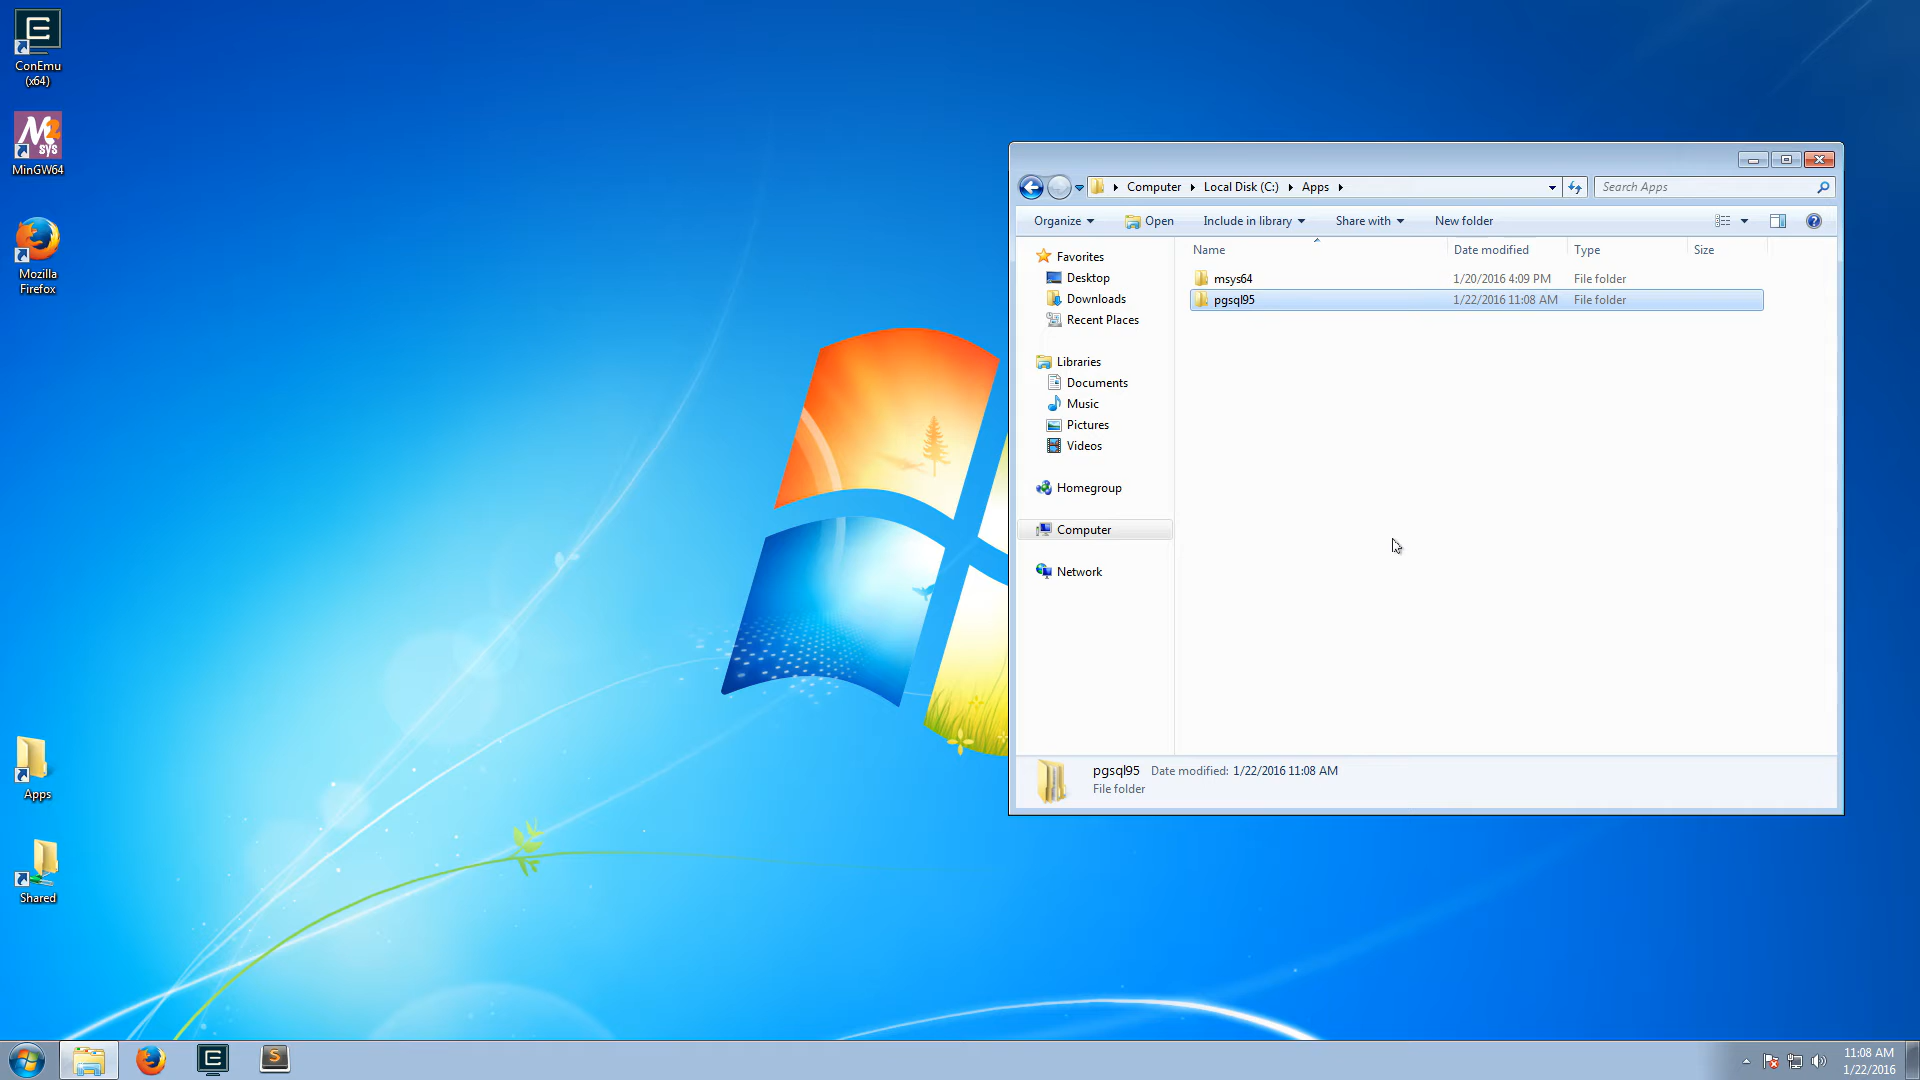 ConEmu
(x64)
MinGW64
Mozilla
Firefox
Apps
Shared
Computer
Local Disk (C:)
Apps
Search Apps
Organize
Open
Include in library
Share with
New folder
Favorites
Desktop
Downloads
Recent Places
Libraries
Documents
Music
Pictures
Videos
Homegroup
Computer
Network
Name Date modified Type Size
msys64 1/20/2016 4:09 PM File folder
pgsql95 1/22/2016 11:08 AM File folder
pgsql95 Date modified: 1/22/2016 11:08 AM
File folder
11:08 AM
1/22/2016